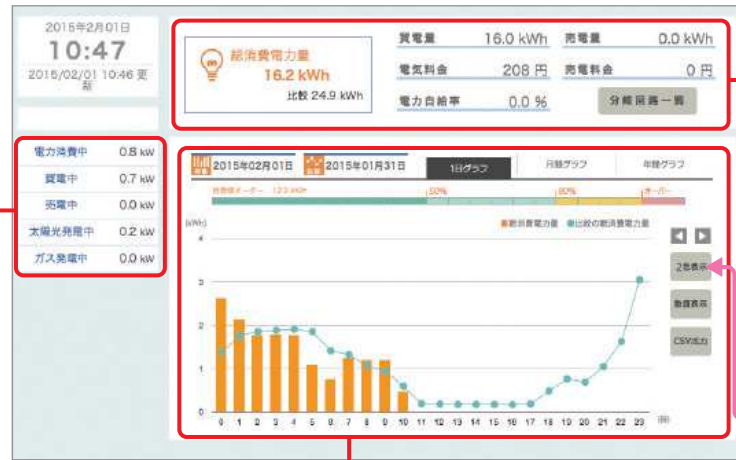 2015年2月01日
10:47
2015/02/01 10:46 更新
電力消費中 0.8 kW
買電中 0.7 kW
売電中 0.0 kW
太陽光発電中 0.2 kW
ガス発電中 0.0 kW
総消費電力量
16.2 kWh
比較 24.9 kWh
買電量 16.0 kWh 売電量 0.0 kWh
電気料金 208 円 売電料金 0 円
電力自給率 0.0 % 分岐回路一覧
2015年02月01日 2015年01月31日 1日グラフ 月間グラフ 年間グラフ
50% 80% オーバー
(kWh) 総消費電力量 比較の総消費電力量
4
3
2
1
0
0 1 2 3 4 5 6 7 8 9 10 11 12 13 14 15 16 17 18 19 20 21 22 23 (時)
数値表示
CSV出力